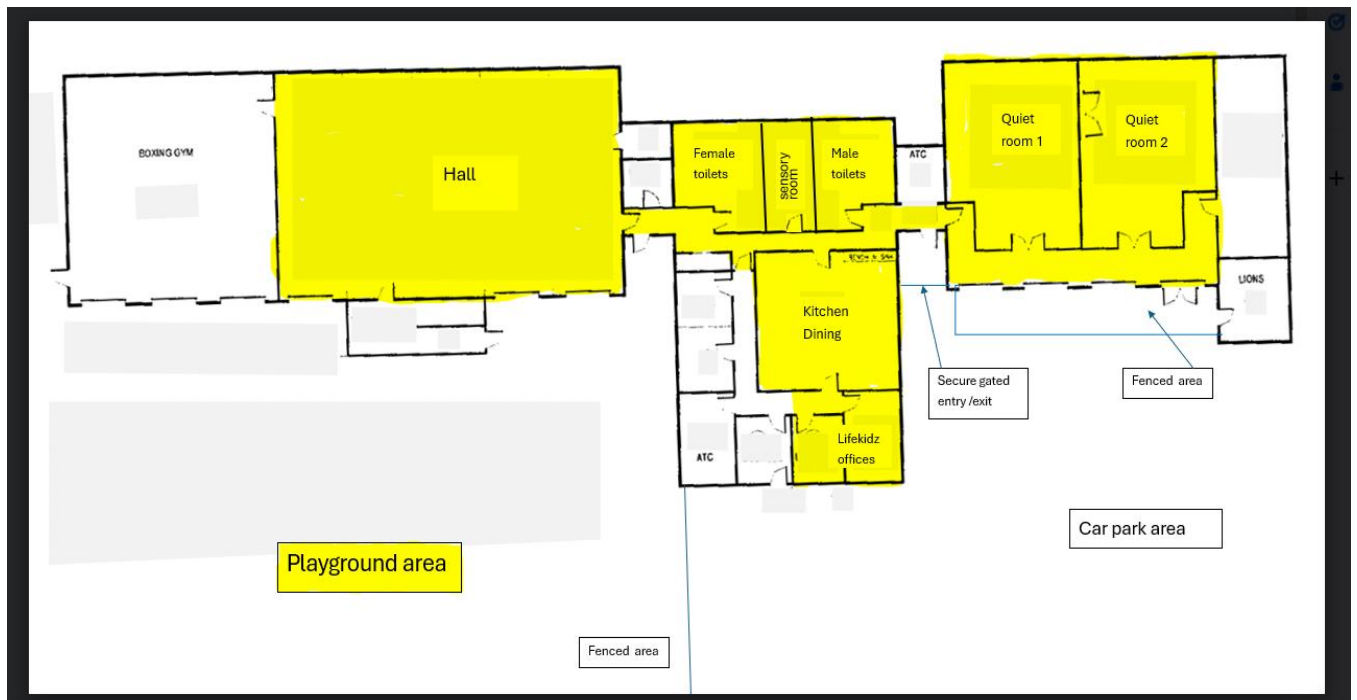 BOXING GYM
Hall
Female
toilets
sensory
room
Male
toilets
ATC
Quiet
room 1
Quiet
room 2
LIONS
Kitchen
Dining
Secure gated
entry /exit
Fenced area
Lifekidz
offices
ATC
Car park area
Playground area
Fenced area